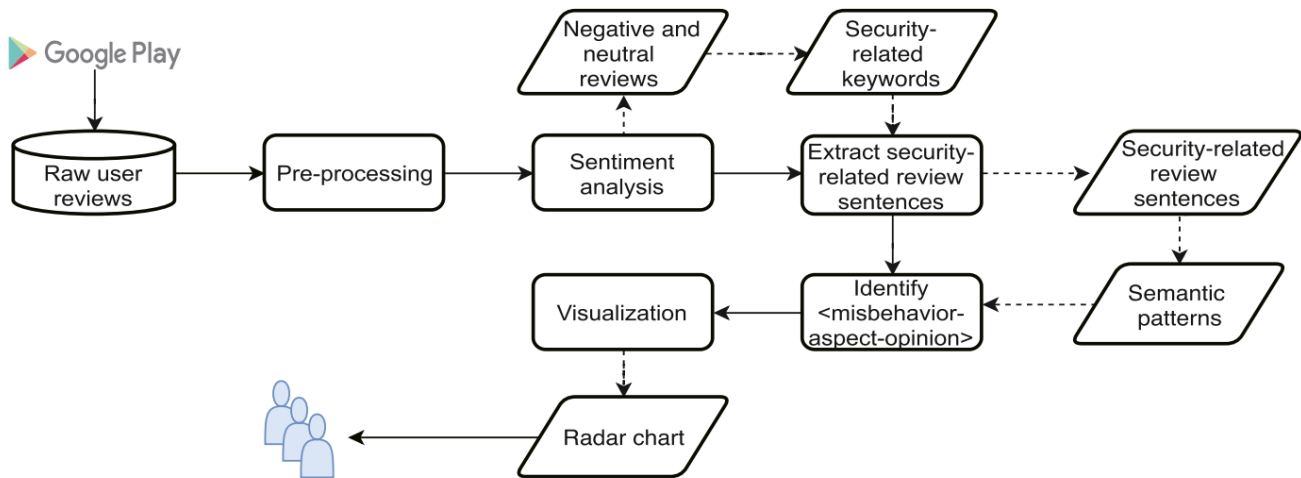 Google Play
Negative and
neutral
reviews
Security-
related
keywords
Raw user
reviews
Pre-processing
Sentiment
analysis
Extract security-
related review
sentences
Security-related
review
sentences
Visualization
Identify
<misbehavior-
aspect-opinion>
Semantic
patterns
Radar chart